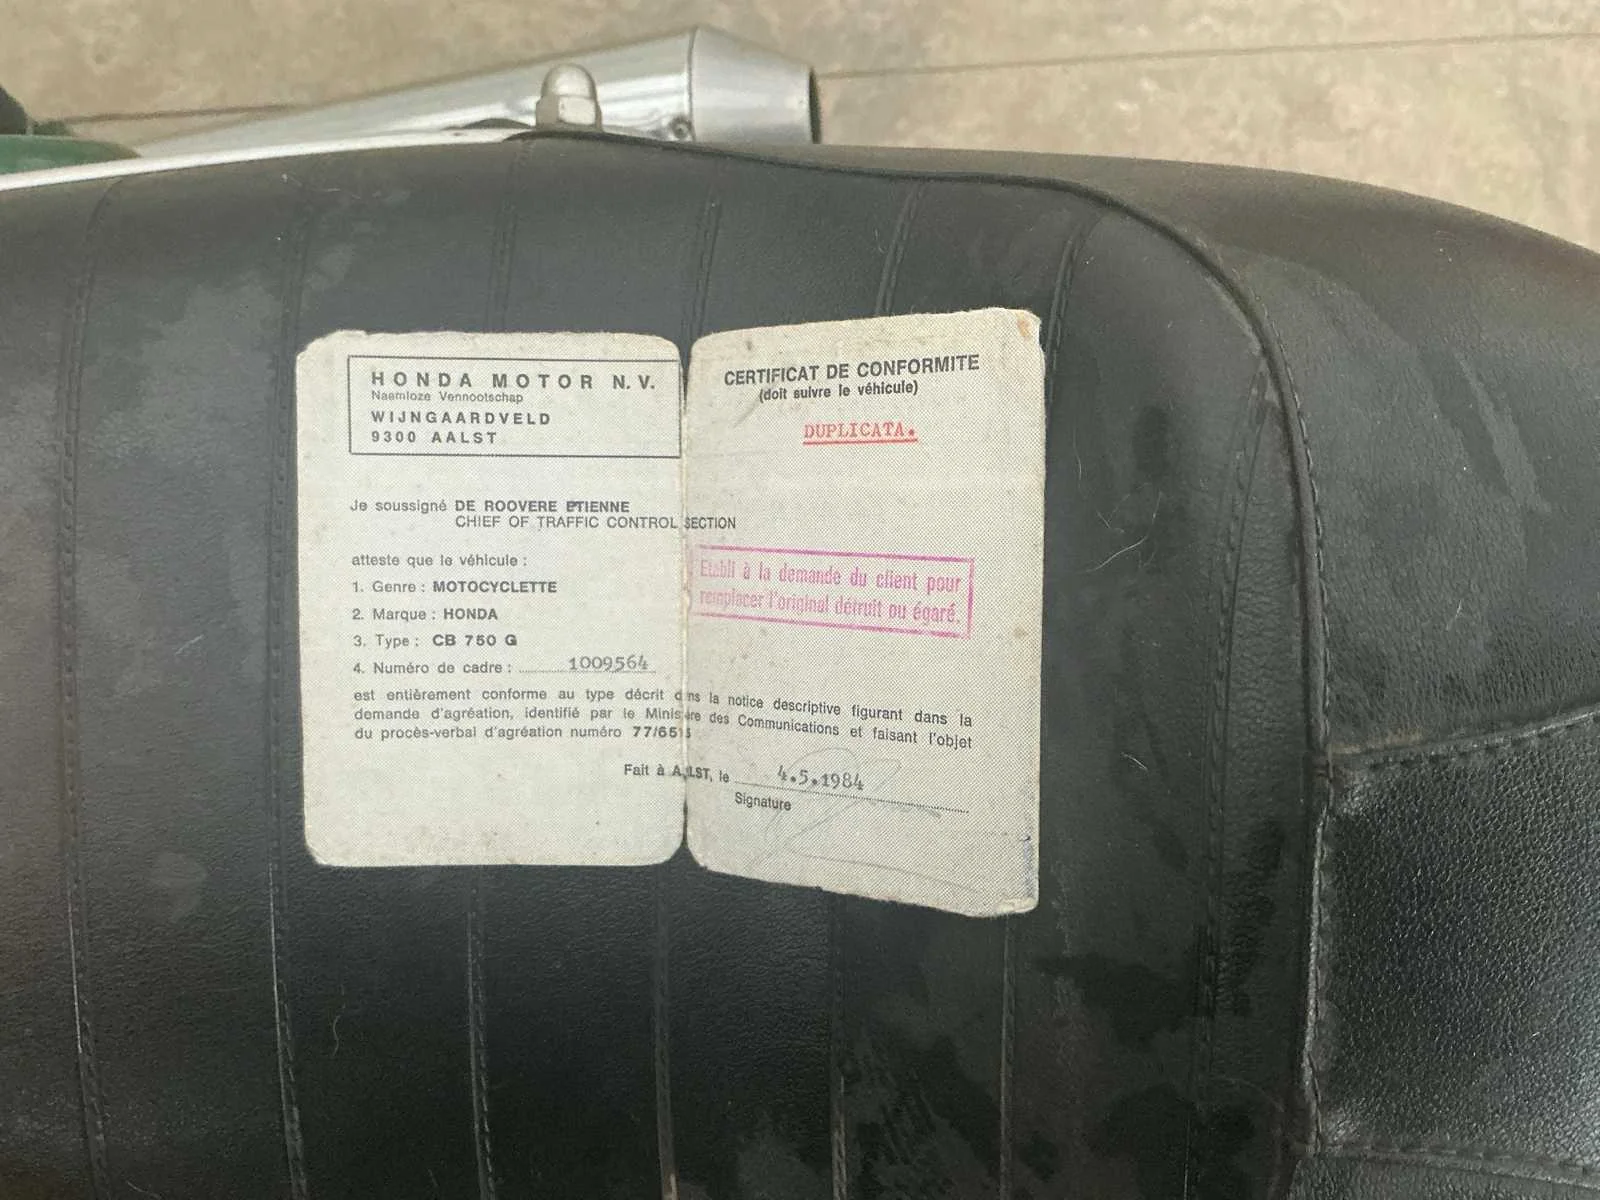 HONDA MOTOR N.V.
Naamloze Vennootschap
WIJNGAARDVELD
9300 AALST
CERTIFICAT DE CONFORMITE
(doit suivre le véhicule)
DUPLICATA.
Je soussigné DE ROOVERE ETIENNE
CHIEF OF TRAFFIC CONTROL SECTION
Etabli à la demande du client pour
remplacer l'original détruit ou égaré.
atteste que le véhicule :
1. Genre : MOTOCYCLETTE
2. Marque : HONDA
3. Type : CB 750 G
4. Numéro de cadre : 1009564
est entièrement conforme au type décrit dans la notice descriptive figurant dans la
demande d'agréation, identifié par le Ministère des Communications et faisant l'objet
du procès-verbal d'agréation numéro
Fait à AALST, le 4.5.1984
Signature